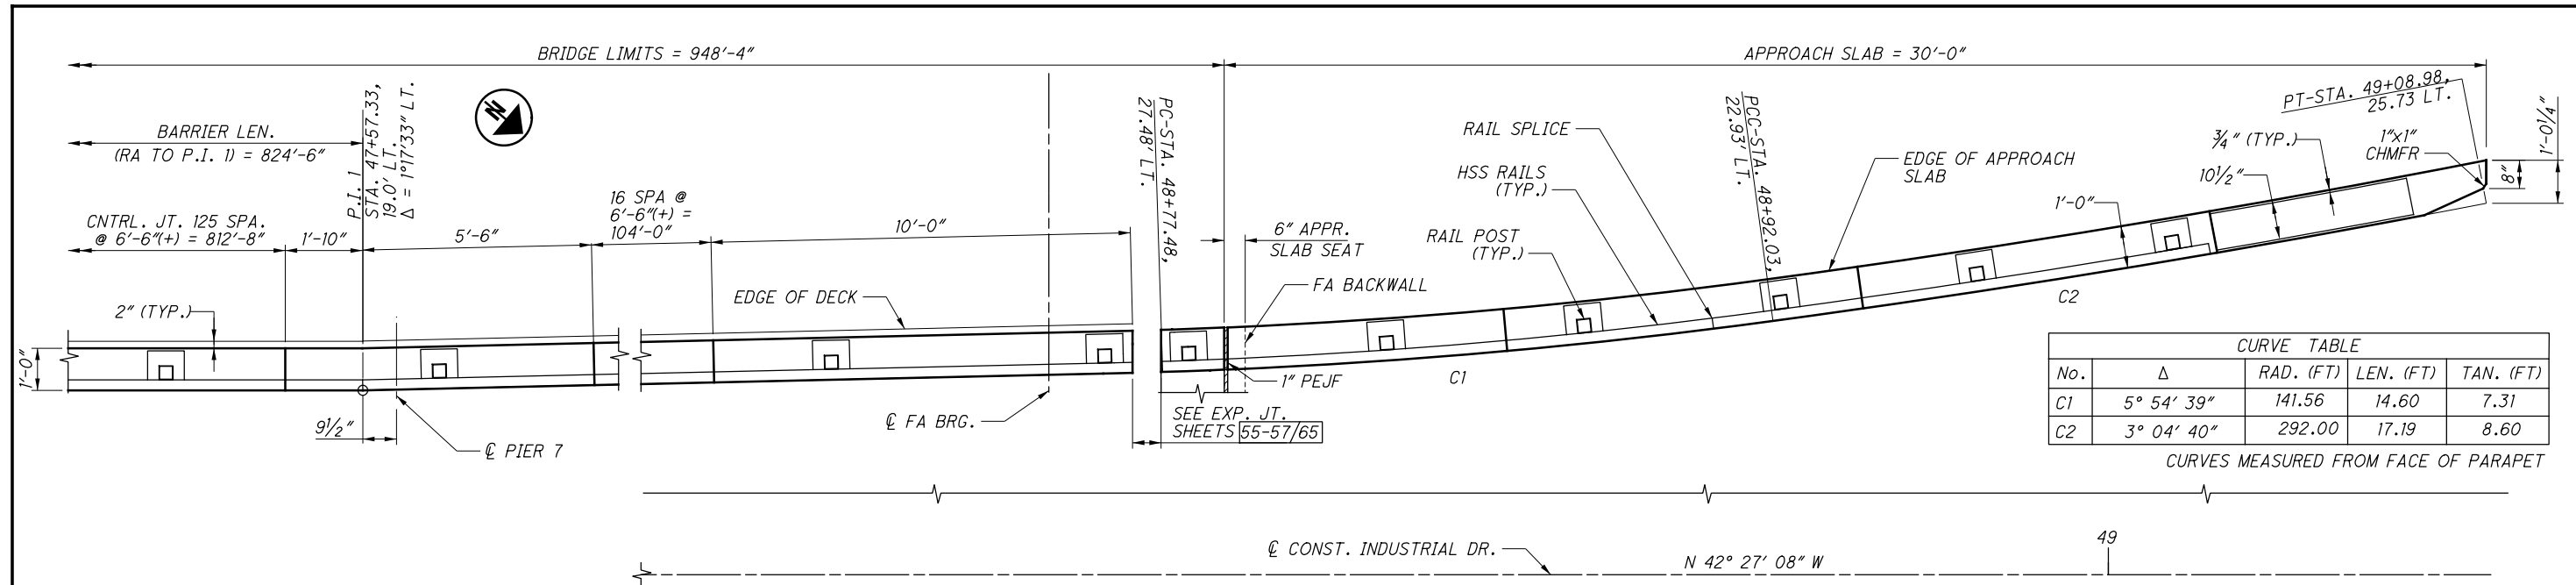 BRIDGE LIMITS = 948'-4"
APPROACH SLAB = 30'-0"
BARRIER LEN.
(RA TO P.I. 1) = 824'-6"
P.I. 1
STA. 47+57.33,
19.0' LT.
Δ = 1°17'33" LT.
N
CNTRL. JT. 125 SPA.
@ 6'-6"(+) = 812'-8"
1'-10"
5'-6"
16 SPA @
6'-6"(+) =
104'-0"
10'-0"
PC-STA. 48+77.48,
27.48' LT.
6" APPR.
SLAB SEAT
RAIL SPLICE
HSS RAILS
(TYP.)
RAIL POST
(TYP.)
PCC-STA. 48+92.03,
22.93' LT.
EDGE OF APPROACH
SLAB
PT-STA. 49+08.98,
25.73 LT.
3/4" (TYP.)
1"x1"
CHMFR
10 1/2"
8"
1'-0 1/4"
1'-0"
2" (TYP.)
EDGE OF DECK
FA BACKWALL
1'-0"
9 1/2"
℄ PIER 7
℄ FA BRG.
1" PEJF
SEE EXP. JT.
SHEETS 55-57/65
C1
C2
CURVE TABLE
No. Δ RAD. (FT) LEN. (FT) TAN. (FT)
C1 5° 54' 39" 141.56 14.60 7.31
C2 3° 04' 40" 292.00 17.19 8.60
CURVES MEASURED FROM FACE OF PARAPET
℄ CONST. INDUSTRIAL DR.
N 42° 27' 08" W
49